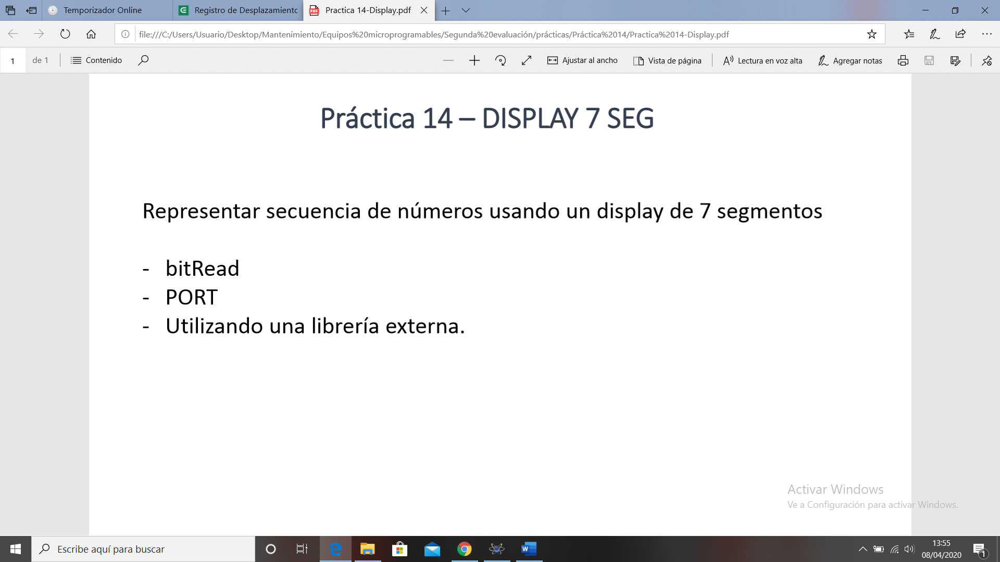 Temporizador Online
Registro de Desplazamiento
Practica 14-Display.pdf
file:///C:/Users/Usuario/Desktop/Mantenimiento/Equipos%20microprogramables/Segunda%20evaluación/prácticas/Práctica%2014/Practica%2014-Display.pdf
1 de 1 Contenido Ajustar al ancho Vista de página Lectura en voz alta Agregar notas
Práctica 14 – DISPLAY 7 SEG
Representar secuencia de números usando un display de 7 segmentos
- bitRead
- PORT
- Utilizando una librería externa.
Activar Windows
Ve a Configuración para activar Windows.
Escribe aquí para buscar
13:55
08/04/2020
1